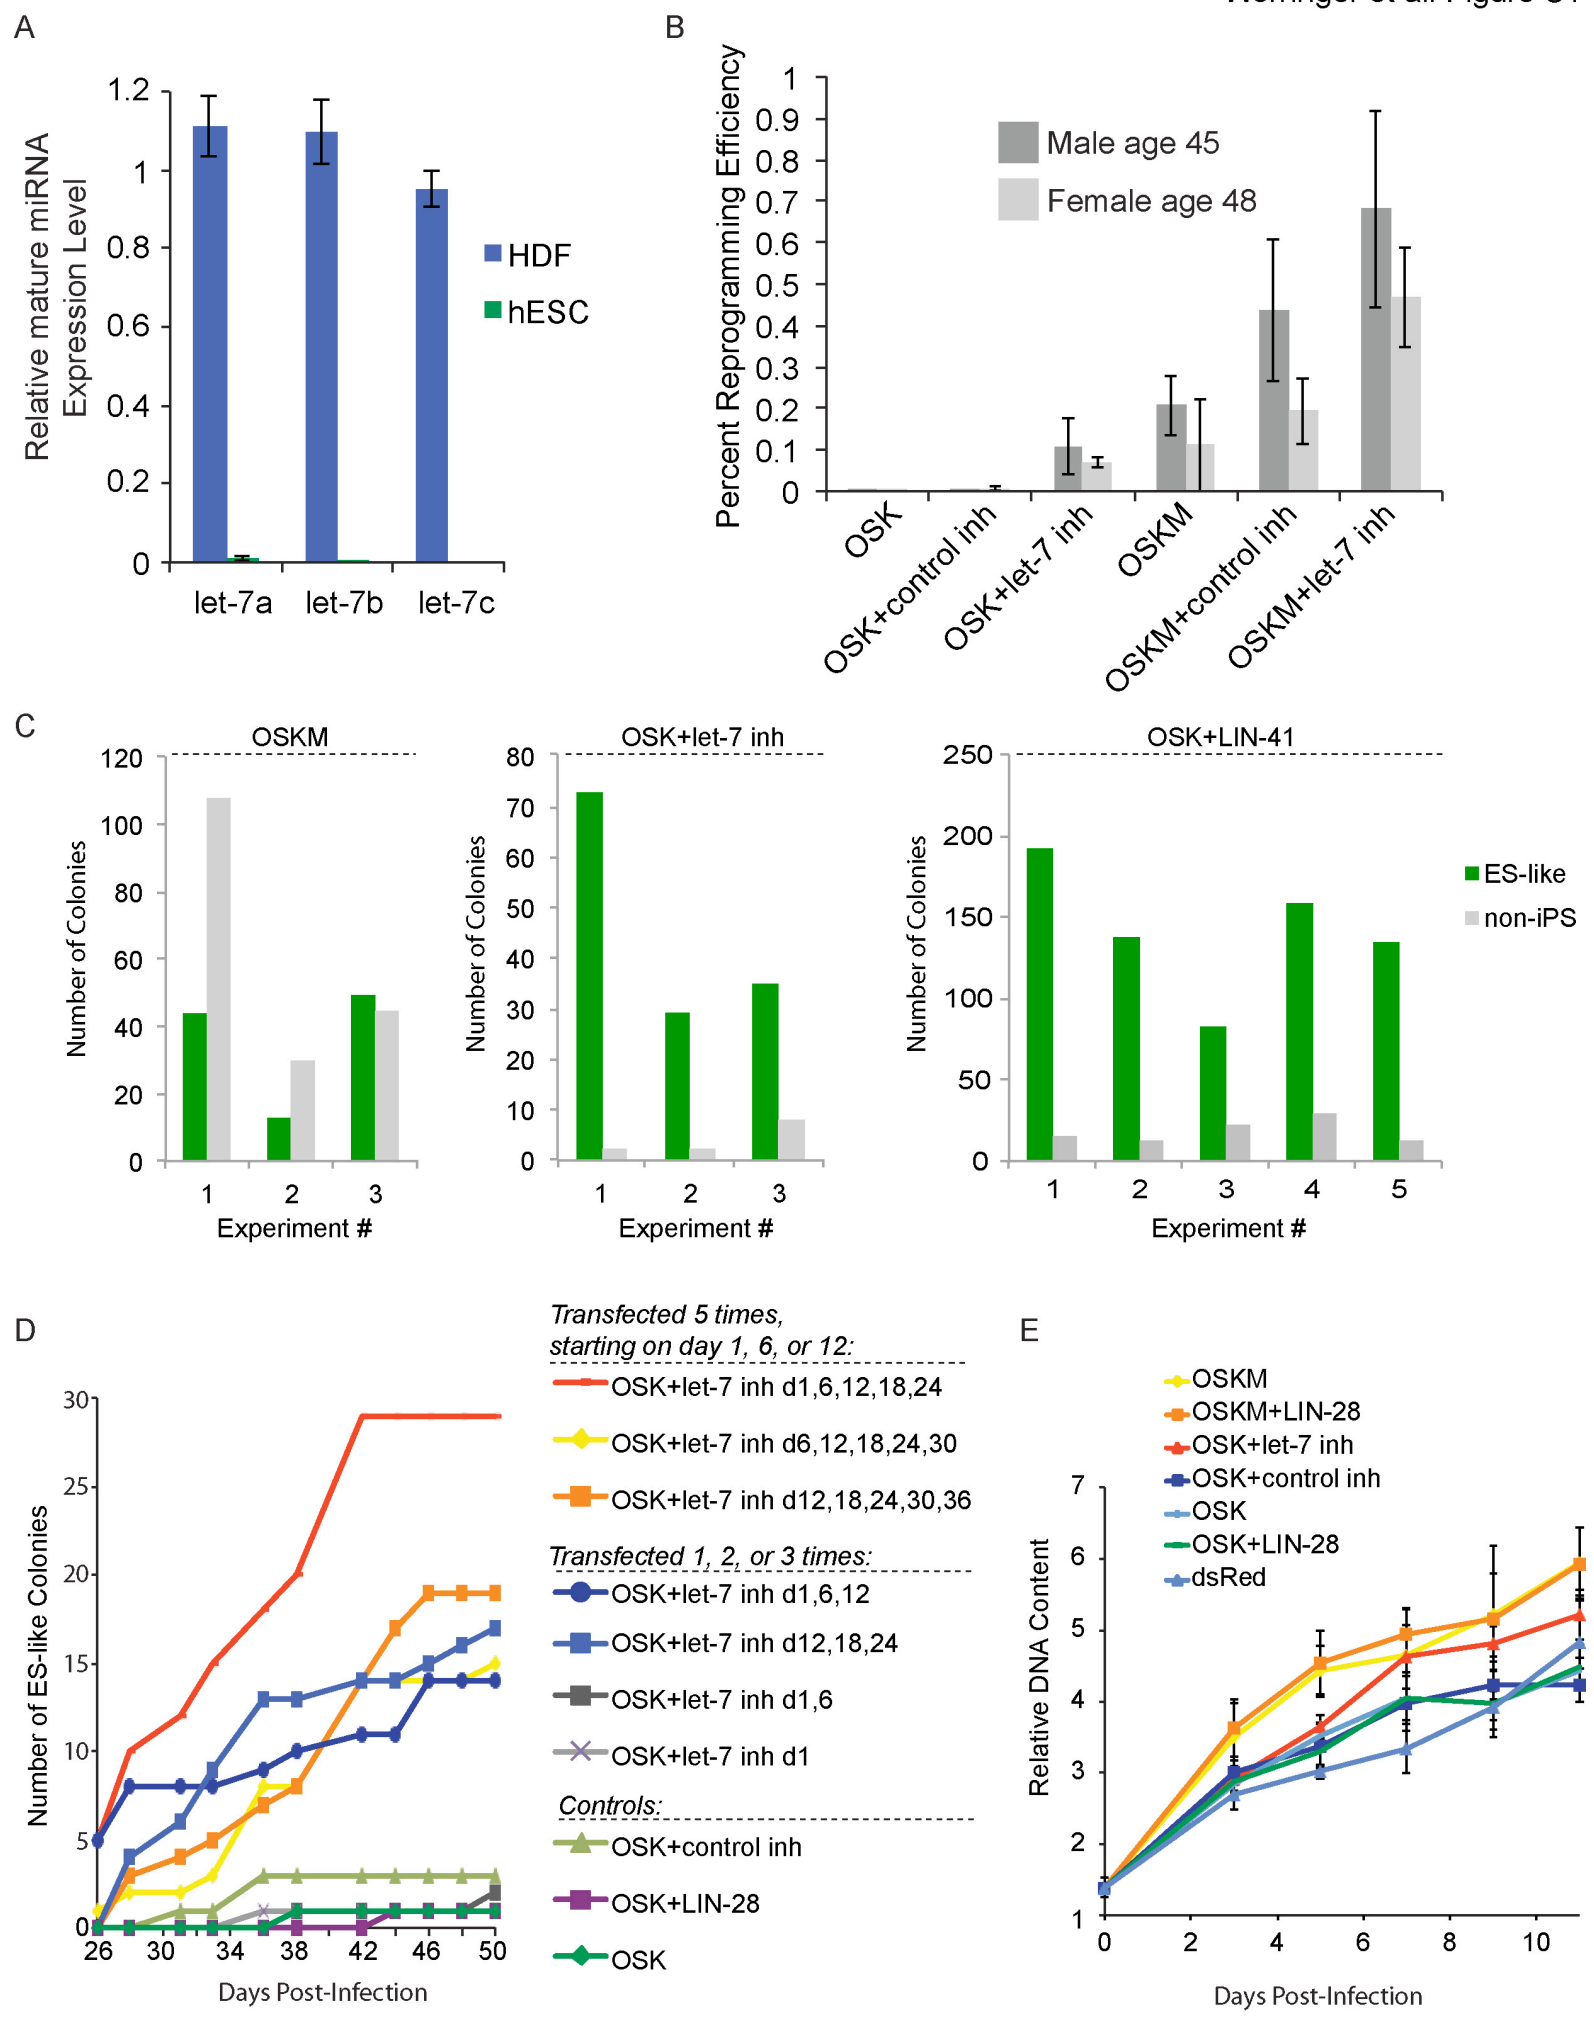 A
Relative mature miRNA
Expression Level
1.2
1
0.8
0.6
0.4
0.2
0
let-7a
let-7b
let-7c
HDF
hESC
B
Percent Reprogramming Efficiency
1
0.9
0.8
0.7
0.6
0.5
0.4
0.3
0.2
0.1
0
Male age 45
Female age 48
OSK
OSK+control inh
OSK+let-7 inh
OSKM
OSKM+control inh
OSKM+let-7 inh
C
OSKM
Number of Colonies
120
100
80
60
40
20
0
1 2 3
Experiment #
OSK+let-7 inh
Number of Colonies
80
70
60
50
40
30
20
10
0
1 2 3
Experiment #
OSK+LIN-41
Number of Colonies
250
200
150
100
50
0
1 2 3 4 5
Experiment #
ES-like
non-iPS
D
Number of ES-like Colonies
30
25
20
15
10
5
0
26 30 34 38 42 46 50
Days Post-Infection
Transfected 5 times,
starting on day 1, 6, or 12:
OSK+let-7 inh d1,6,12,18,24
OSK+let-7 inh d6,12,18,24,30
OSK+let-7 inh d12,18,24,30,36
Transfected 1, 2, or 3 times:
OSK+let-7 inh d1,6,12
OSK+let-7 inh d12,18,24
OSK+let-7 inh d1,6
OSK+let-7 inh d1
Controls:
OSK+control inh
OSK+LIN-28
OSK
E
OSKM
OSKM+LIN-28
OSK+let-7 inh
OSK+control inh
OSK
OSK+LIN-28
dsRed
Relative DNA Content
7
6
5
4
3
2
1
0 2 4 6 8 10
Days Post-Infection